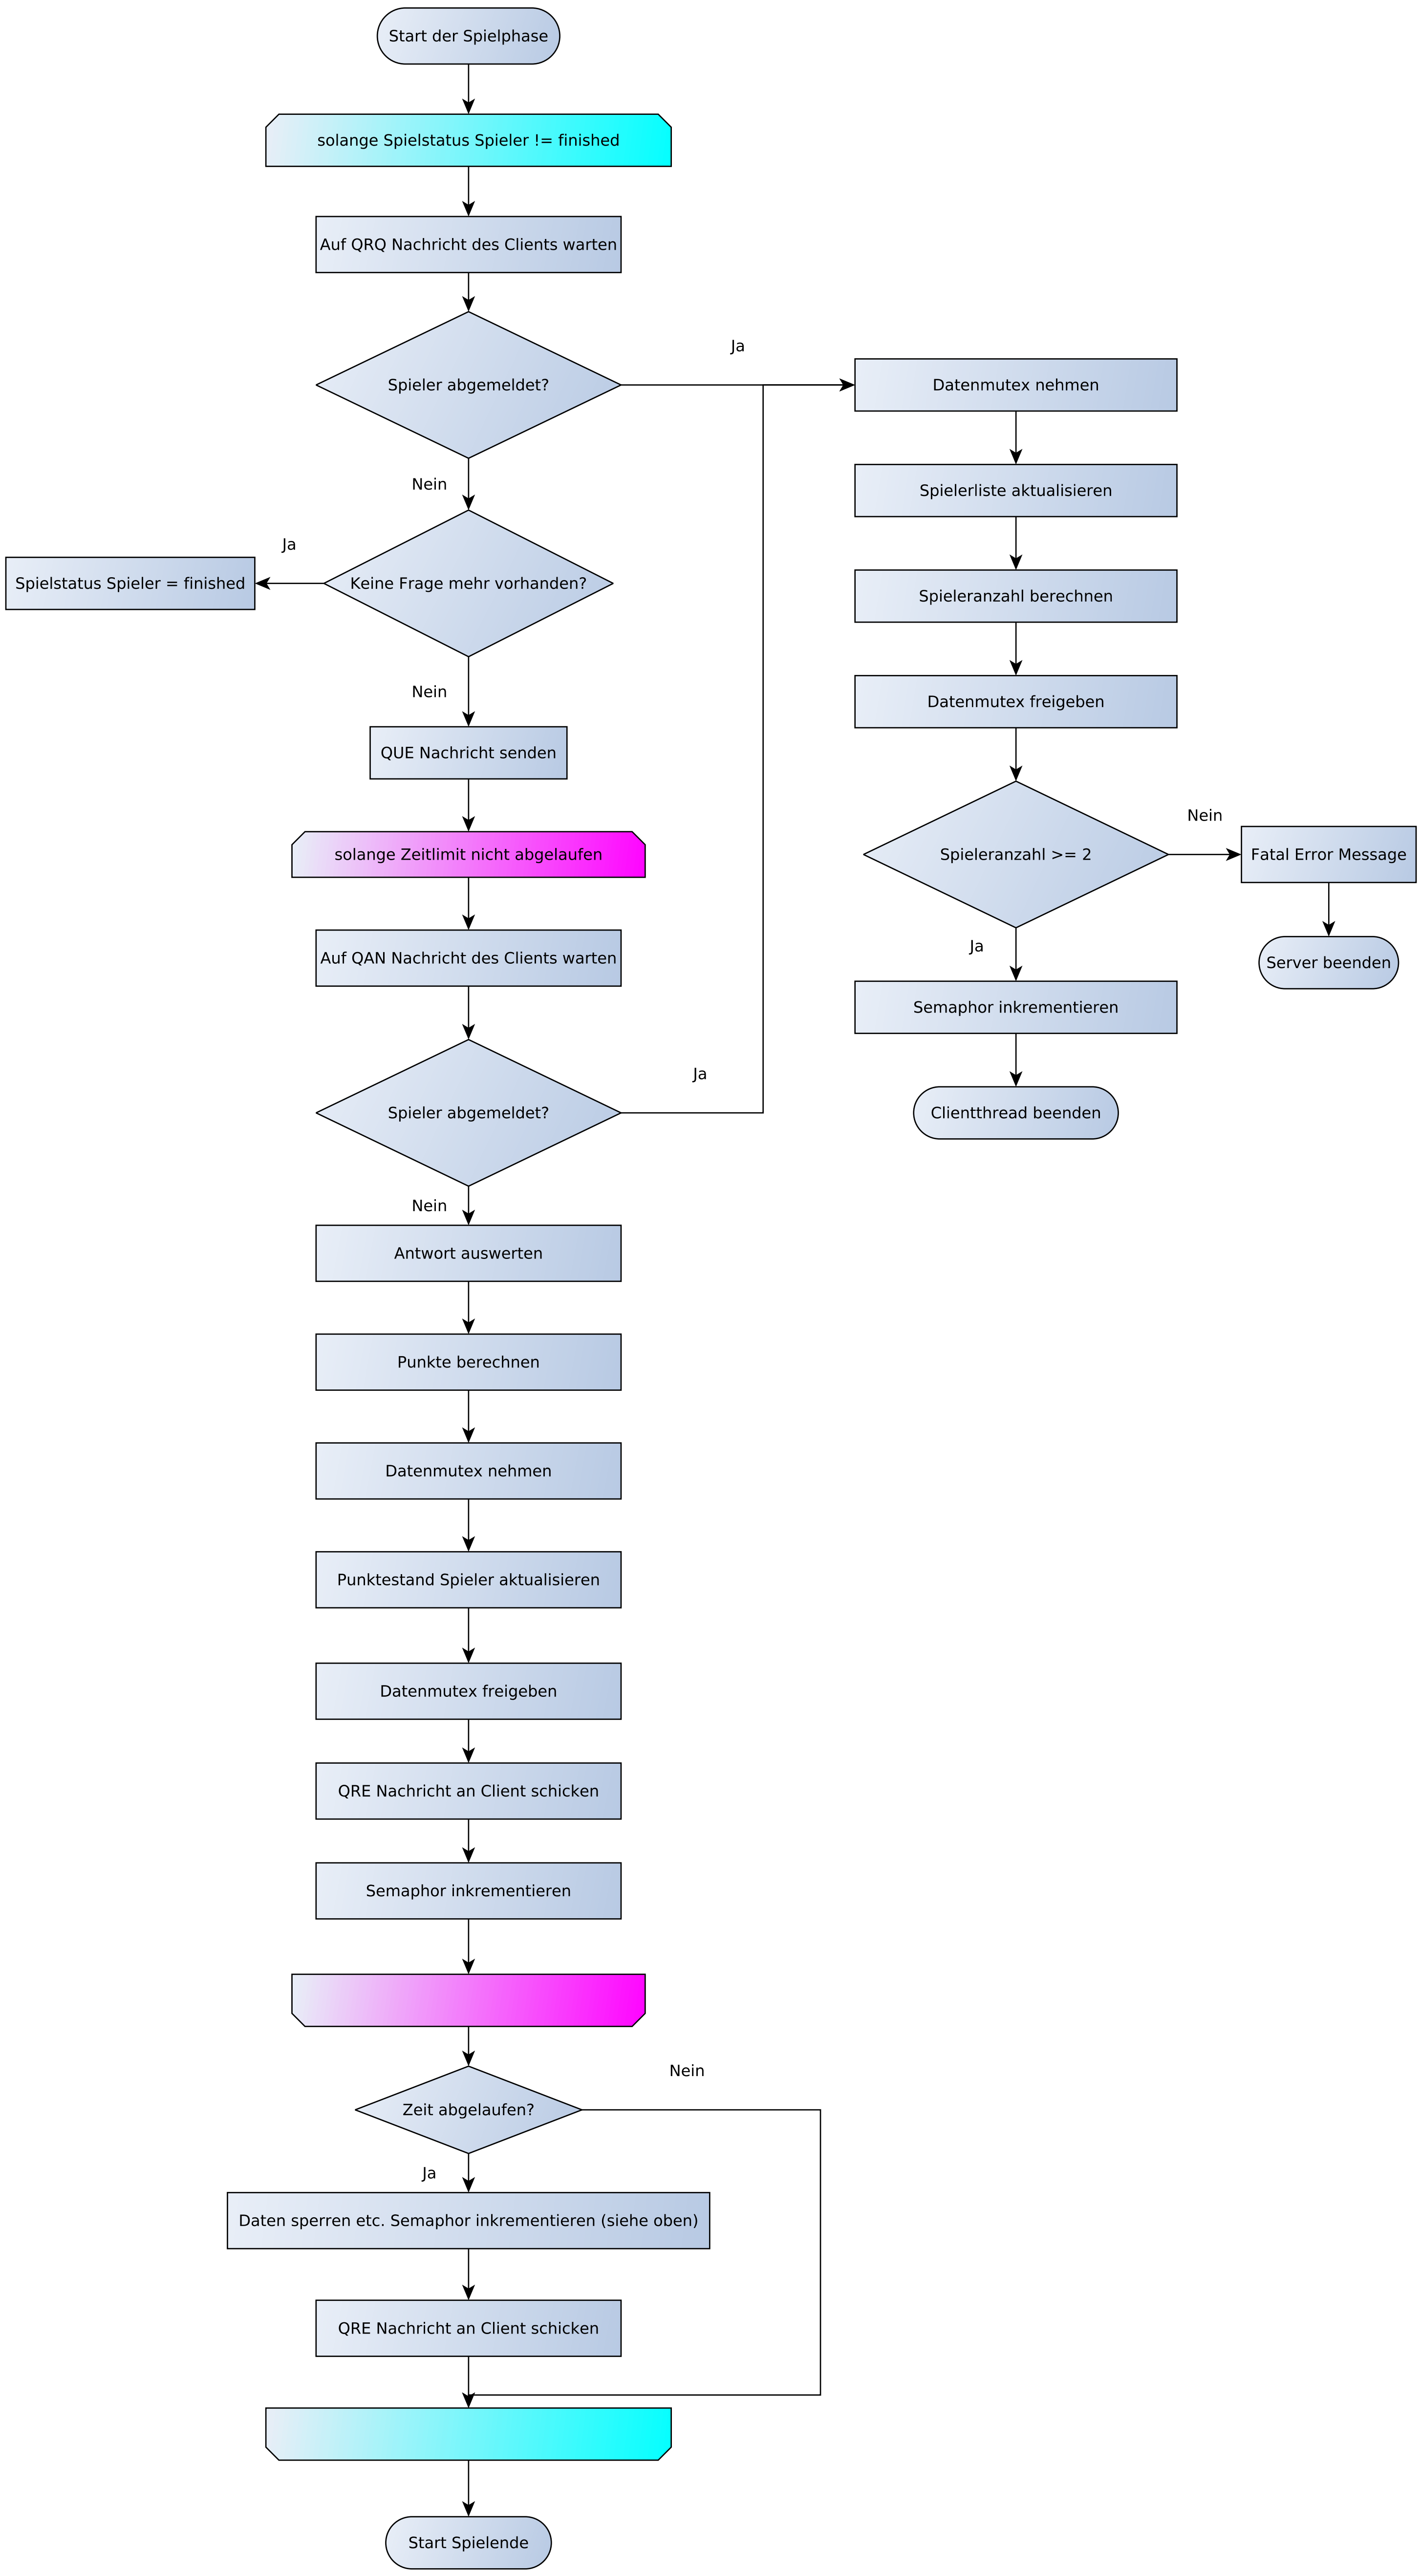 Start der Spielphase
solange Spielstatus Spieler != finished
Auf QRQ Nachricht des Clients warten
Spieler abgemeldet?
Ja
Nein
Keine Frage mehr vorhanden?
Ja
Spielstatus Spieler = finished
Nein
QUE Nachricht senden
solange Zeitlimit nicht abgelaufen
Auf QAN Nachricht des Clients warten
Spieler abgemeldet?
Ja
Nein
Antwort auswerten
Punkte berechnen
Datenmutex nehmen
Punktestand Spieler aktualisieren
Datenmutex freigeben
QRE Nachricht an Client schicken
Semaphor inkrementieren
Zeit abgelaufen?
Nein
Ja
Daten sperren etc. Semaphor inkrementieren (siehe oben)
QRE Nachricht an Client schicken
Start Spielende
Datenmutex nehmen
Spielerliste aktualisieren
Spieleranzahl berechnen
Datenmutex freigeben
Spieleranzahl >= 2
Nein
Fatal Error Message
Server beenden
Ja
Semaphor inkrementieren
Clientthread beenden